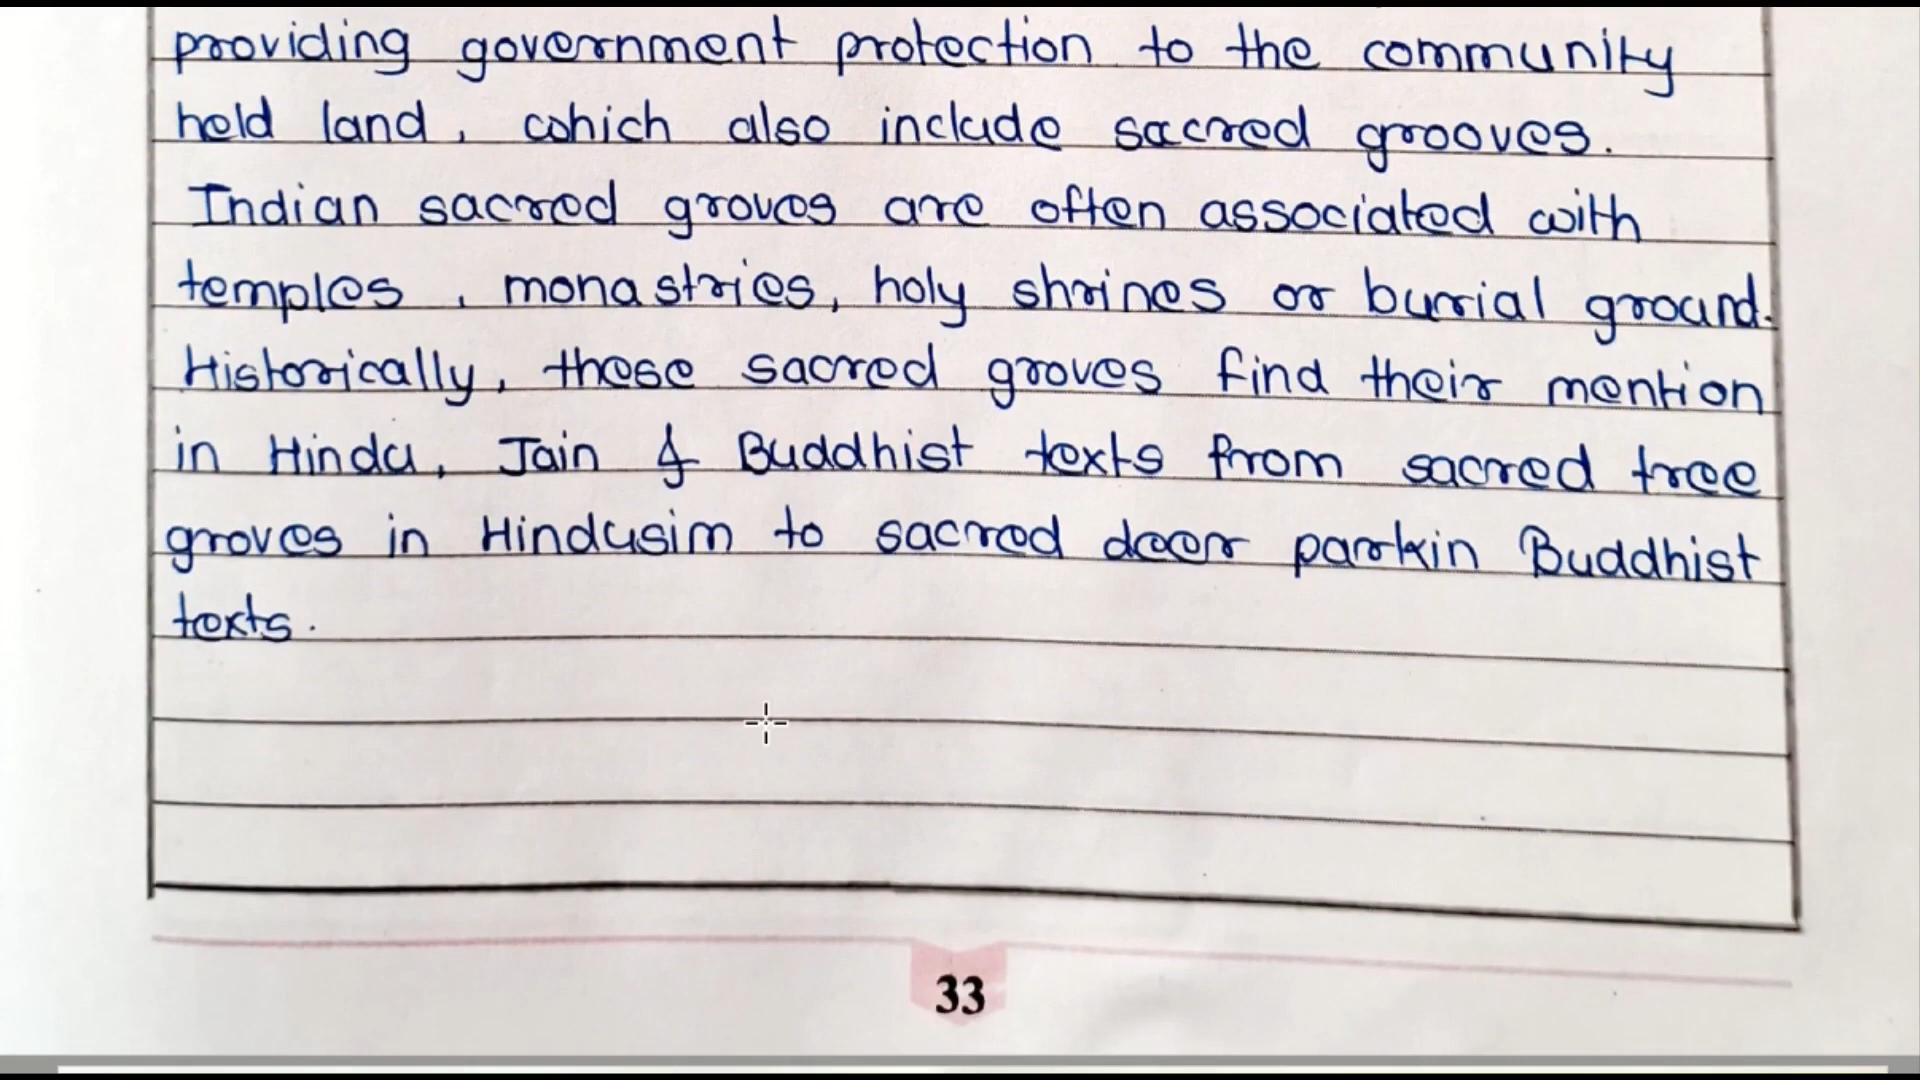 providing government protection to the community
held land, which also include sacred grooves.
Indian sacred groves are often associated with
temples, monastries, holy shrines or burrial ground.
Historically, these sacred groves find their mention
in Hindu, Jain & Buddhist texts from sacred tree
groves in Hindusim to sacred deer parkin Buddhist
texts.
33